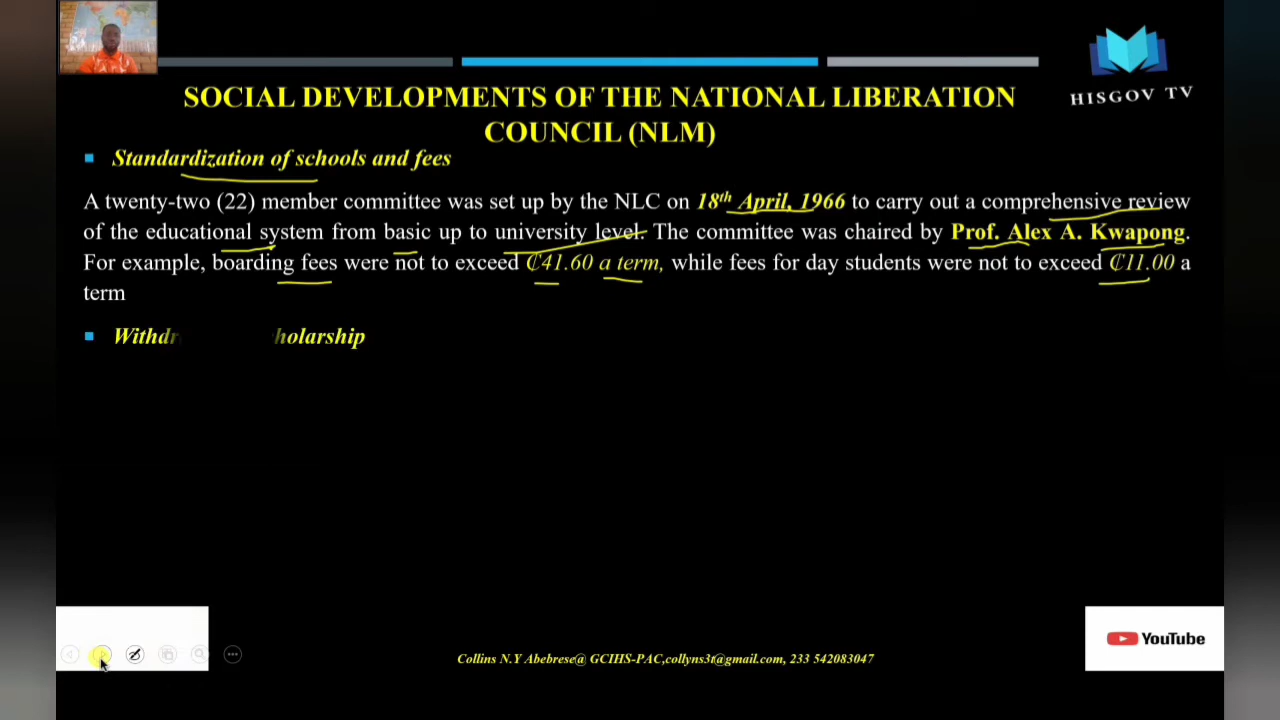 HISGOV TV
SOCIAL DEVELOPMENTS OF THE NATIONAL LIBERATION
COUNCIL (NLM)
Standardization of schools and fees
A twenty-two (22) member committee was set up by the NLC on 18th April, 1966 to carry out a comprehensive review
of the educational system from basic up to university level. The committee was chaired by Prof. Alex A. Kwapong.
For example, boarding fees were not to exceed ₵41.60 a term, while fees for day students were not to exceed ₵11.00 a
term
Withdr holarship
Collins N.Y Abebrese@ GCIHS-PAC,collyns3t@gmail.com, 233 542083047
YouTube